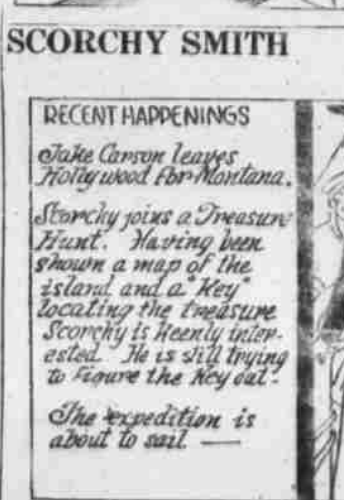 SCORCHY SMITH
RECENT HAPPENINGS
Jake Carson leaves
Hollywood for Montana.
Scorchy joins a Treasure
Hunt. Having been
shown a map of the
island and a "Key"
locating the treasure
Scorchy is keenly inter-
ested. He is still trying
to figure the key out.
The expedition is
about to sail —